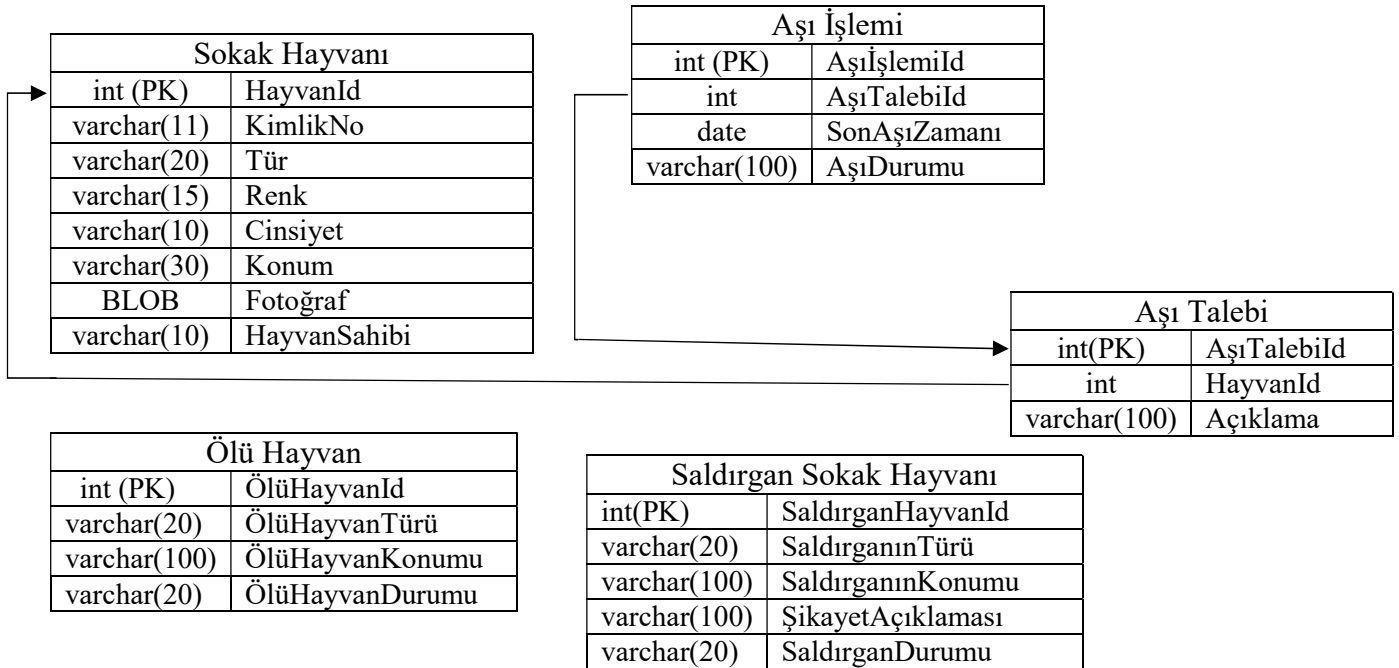 Sokak Hayvanı
int (PK) HayvanId
varchar(11) KimlikNo
varchar(20) Tür
varchar(15) Renk
varchar(10) Cinsiyet
varchar(30) Konum
BLOB Fotoğraf
varchar(10) HayvanSahibi
Aşı İşlemi
int (PK) AşıİşlemiId
int AşıTalebiId
date SonAşıZamanı
varchar(100) AşıDurumu
Aşı Talebi
int(PK) AşıTalebiId
int HayvanId
varchar(100) Açıklama
Ölü Hayvan
int (PK) ÖlüHayvanId
varchar(20) ÖlüHayvanTürü
varchar(100) ÖlüHayvanKonumu
varchar(20) ÖlüHayvanDurumu
Saldırgan Sokak Hayvanı
int(PK) SaldırganHayvanId
varchar(20) SaldırganınTürü
varchar(100) SaldırganınKonumu
varchar(100) ŞikayetAçıklaması
varchar(20) SaldırganDurumu